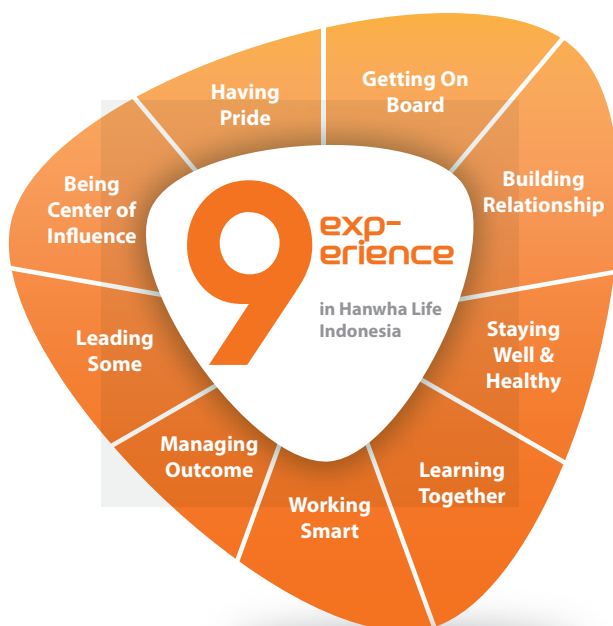 Getting On
Board
Building
Relationship
Staying
Well &
Healthy
Learning
Together
Working
Smart
Managing
Outcome
Leading
Some
Being
Center of
Influence
Having
Pride
9
exp-
erience
in Hanwha Life
Indonesia